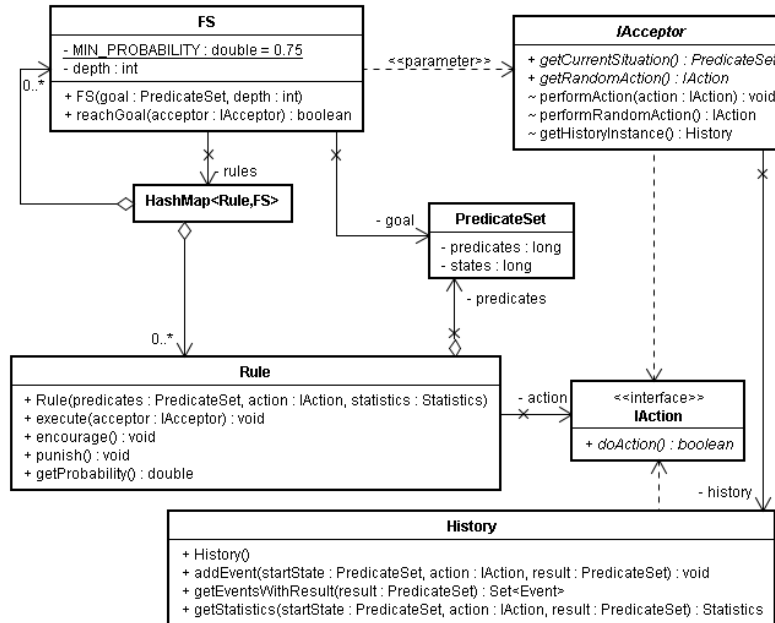 FS
- MIN_PROBABILITY : double = 0.75
- depth : int
+ FS(goal : PredicateSet, depth : int)
+ reachGoal(acceptor : IAcceptor) : boolean
<<parameter>>
IAcceptor
+ getCurrentSituation() : PredicateSet
+ getRandomAction() : IAction
~ performAction(action : IAction) : void
~ performRandomAction() : IAction
~ getHistoryInstance() : History
0..*
- rules
HashMap<Rule,FS>
- goal
PredicateSet
- predicates : long
- states : long
- predicates
0..*
Rule
+ Rule(predicates : PredicateSet, action : IAction, statistics : Statistics)
+ execute(acceptor : IAcceptor) : void
+ encourage() : void
+ punish() : void
+ getProbability() : double
- action
<<interface>>
IAction
+ doAction() : boolean
- history
History
+ History()
+ addEvent(startState : PredicateSet, action : IAction, result : PredicateSet) : void
+ getEventsWithResult(result : PredicateSet) : Set<Event>
+ getStatistics(startState : PredicateSet, action : IAction, result : PredicateSet) : Statistics